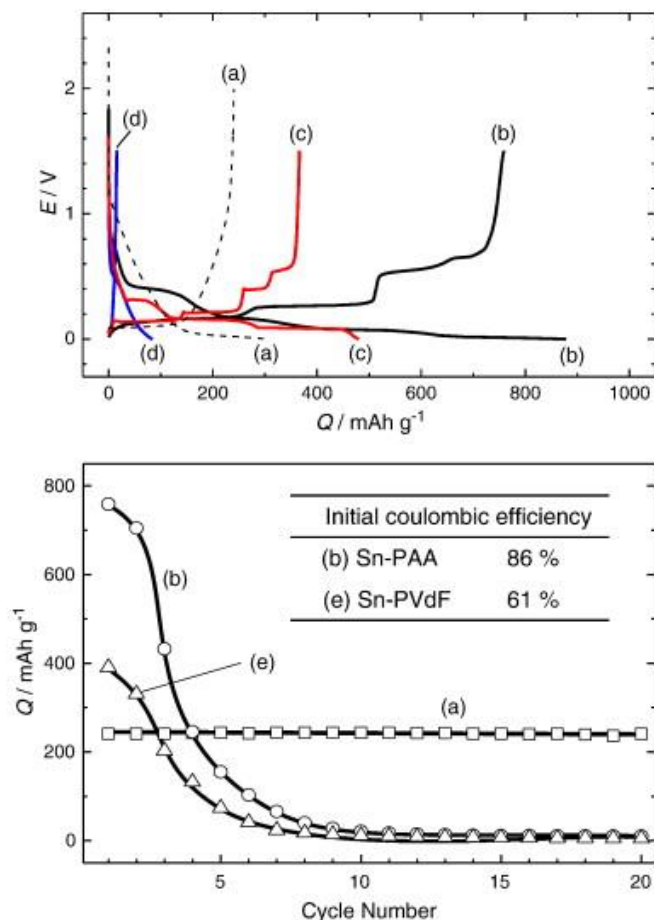 2
1
0
E / V
(a)
(d)
(c)
(b)
(d)
(a)
(c)
(b)
0 200 400 600 800 1000
Q / mAh g-1
800
600
400
200
0
Q / mAh g-1
Initial coulombic efficiency
(b) Sn-PAA 86 %
(e) Sn-PVdF 61 %
(b)
(e)
(a)
5 10 15 20
Cycle Number